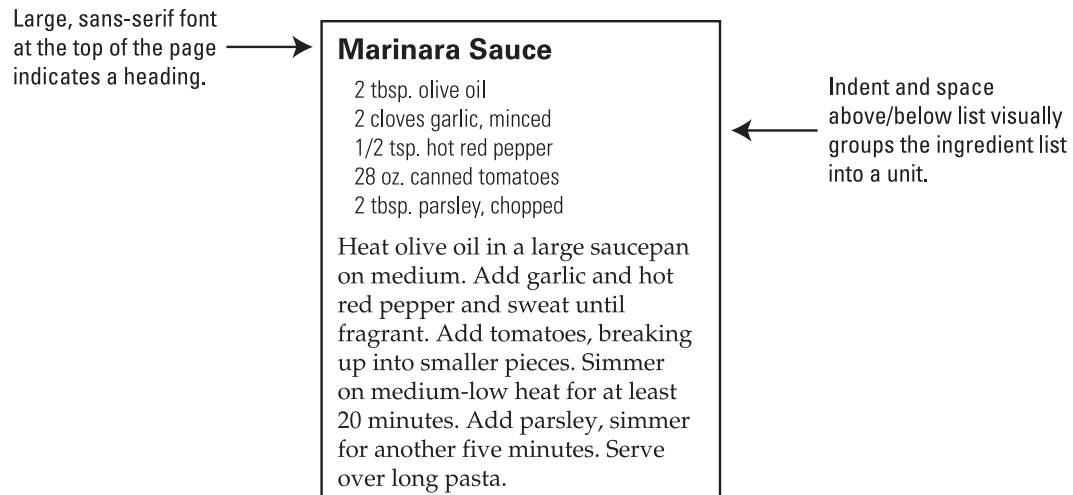 Large, sans-serif font
at the top of the page
indicates a heading.
Marinara Sauce
2 tbsp. olive oil
2 cloves garlic, minced
1/2 tsp. hot red pepper
28 oz. canned tomatoes
2 tbsp. parsley, chopped
Heat olive oil in a large saucepan
on medium. Add garlic and hot
red pepper and sweat until
fragrant. Add tomatoes, breaking
up into smaller pieces. Simmer
on medium-low heat for at least
20 minutes. Add parsley, simmer
for another five minutes. Serve
over long pasta.
Indent and space
above/below list visually
groups the ingredient list
into a unit.